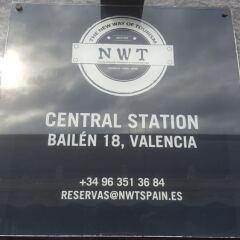 THE NEW WAY OF TOURISM
NWT
CENTRAL STATION
BAILÉN 18, VALENCIA
+34 96 351 36 84
RESERVAS@NWTSPAIN.ES